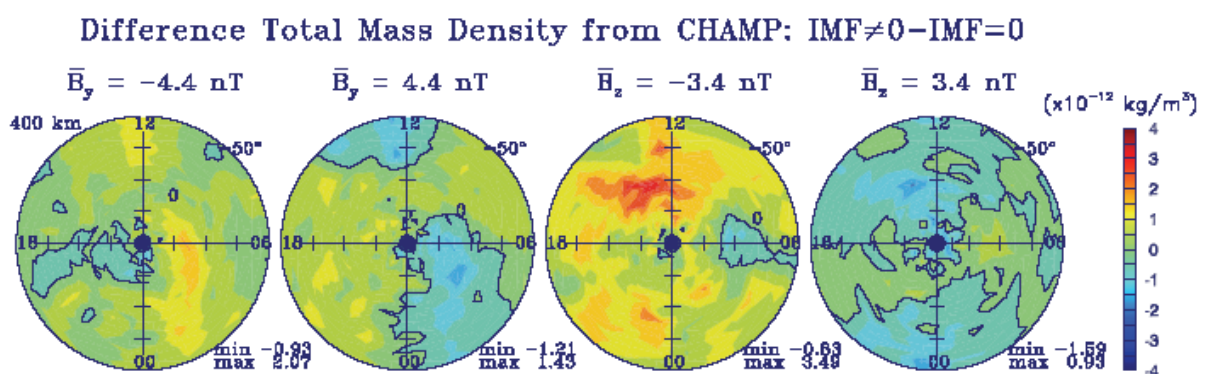 Difference Total Mass Density from CHAMP: IMF≠0−IMF=0
B̅y = −4.4 nT
B̅y = 4.4 nT
B̅z = −3.4 nT
B̅z = 3.4 nT
(x10⁻¹² kg/m³)
400 km
12 −50° 0 18 06 00
min −0.93
max 2.07
12 −50° 0 18 06 00
min −1.21
max 1.43
12 −50° 0 18 06 00
min −0.63
max 3.48
12 −50° 0 18 06 00
min −1.59
max 0.93
4
3
2
1
0
-1
-2
-3
-4